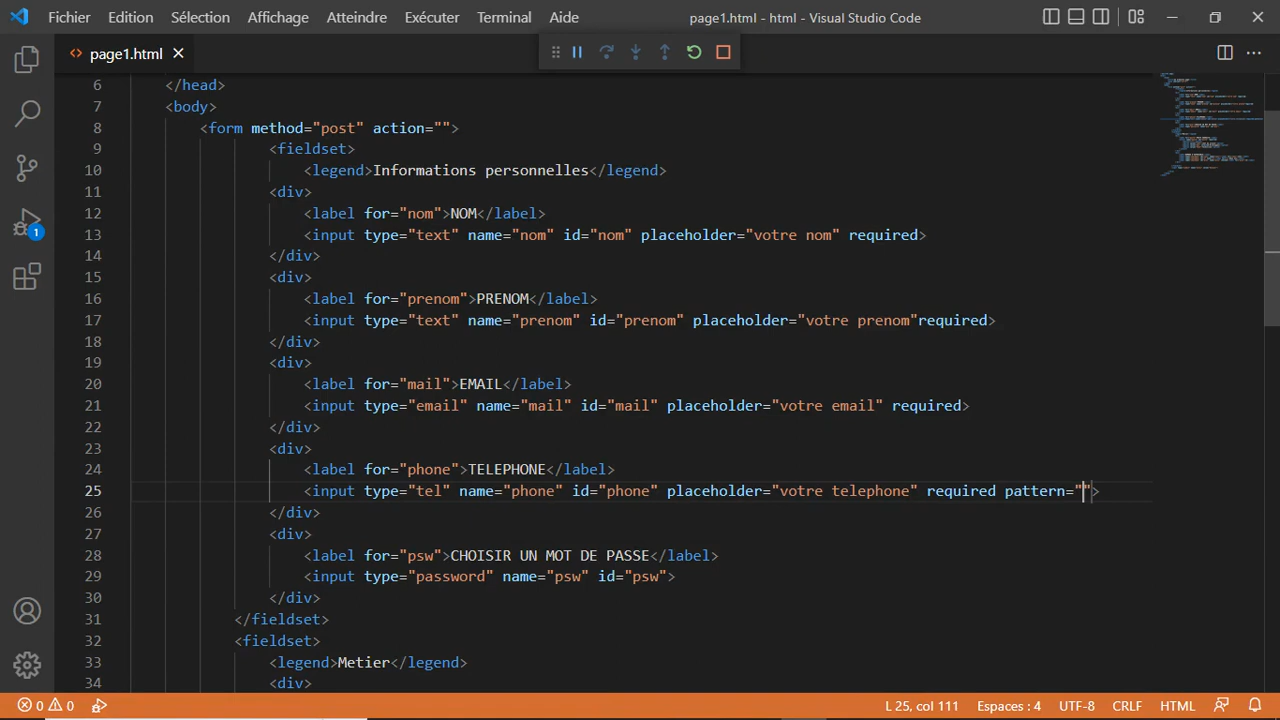 Fichier Edition Sélection Affichage Atteindre Exécuter Terminal Aide page1.html - html - Visual Studio Code
page1.html
6 </head>
7 <body>
8 <form method="post" action="">
9 <fieldset>
10 <legend>Informations personnelles</legend>
11 <div>
12 <label for="nom">NOM</label>
13 <input type="text" name="nom" id="nom" placeholder="votre nom" required>
14 </div>
15 <div>
16 <label for="prenom">PRENOM</label>
17 <input type="text" name="prenom" id="prenom" placeholder="votre prenom"required>
18 </div>
19 <div>
20 <label for="mail">EMAIL</label>
21 <input type="email" name="mail" id="mail" placeholder="votre email" required>
22 </div>
23 <div>
24 <label for="phone">TELEPHONE</label>
25 <input type="tel" name="phone" id="phone" placeholder="votre telephone" required pattern="">
26 </div>
27 <div>
28 <label for="psw">CHOISIR UN MOT DE PASSE</label>
29 <input type="password" name="psw" id="psw">
30 </div>
31 </fieldset>
32 <fieldset>
33 <legend>Metier</legend>
34 <div>
1
0 0 L 25, col 111 Espaces : 4 UTF-8 CRLF HTML